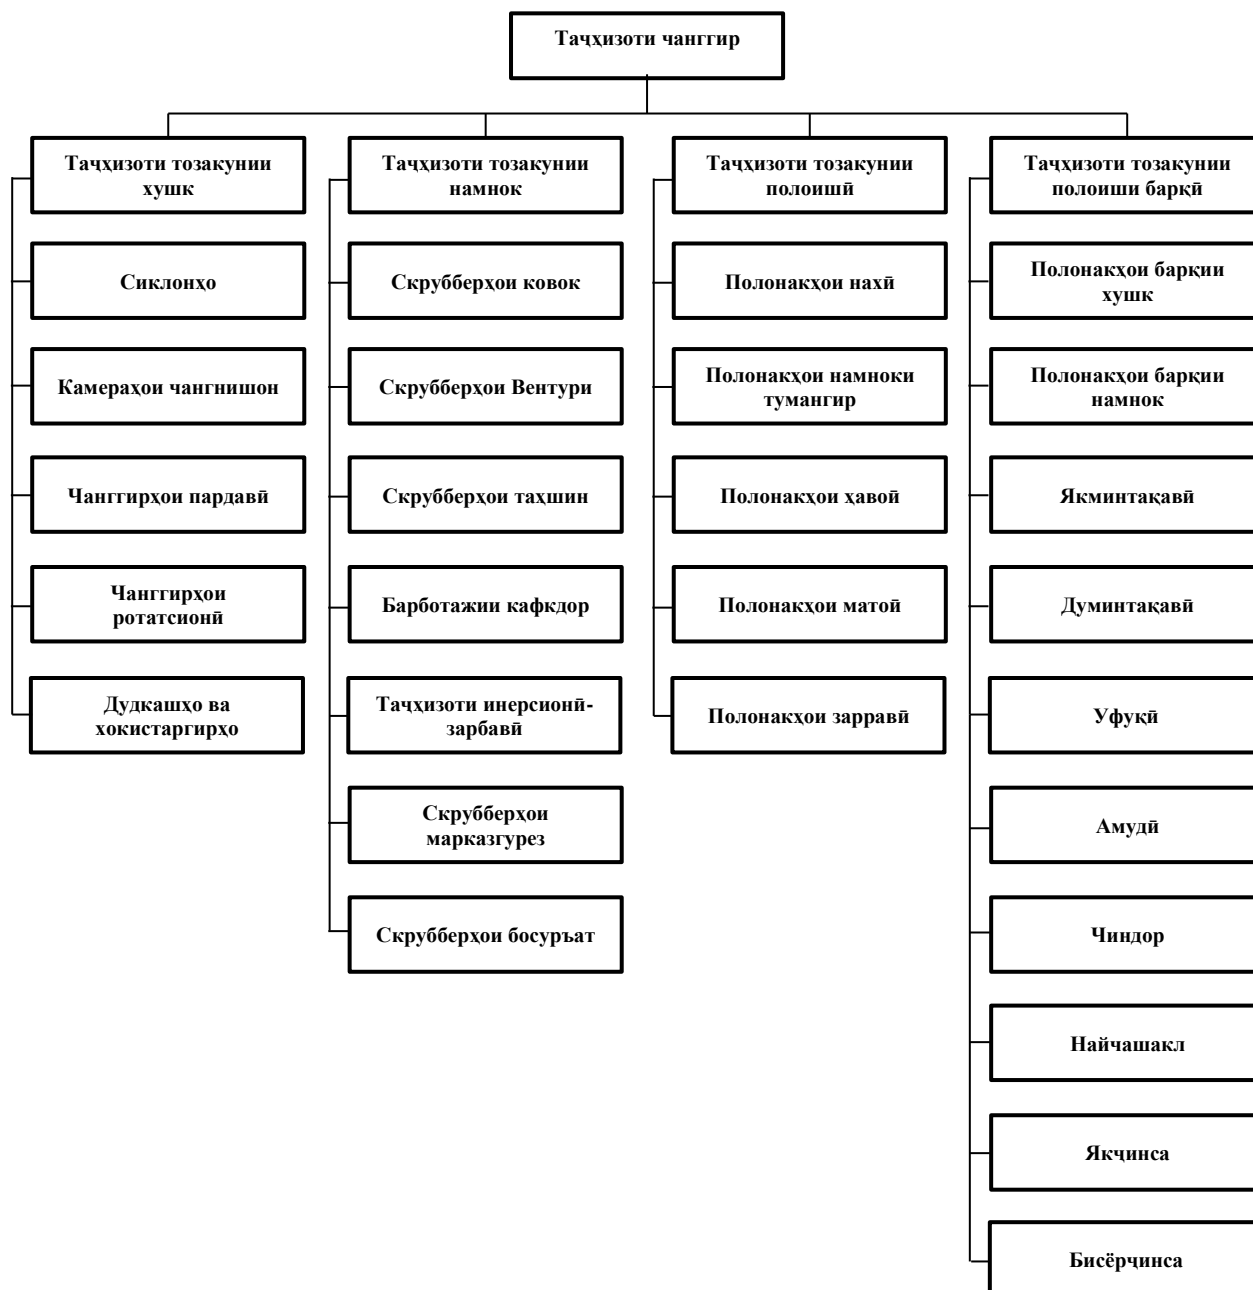 Таҷҳизоти чанггир
Таҷҳизоти тозакунии
хушк
Сиклонҳо
Камераҳои чангнишон
Чанггирҳои пардавӣ
Чанггирҳои
ротатсионӣ
Дудкашҳо ва
хокистаргирҳо
Таҷҳизоти тозакунии
намнок
Скрубберҳои ковок
Скрубберҳои Вентури
Скрубберҳои таҳшин
Барботажии кафкдор
Таҷҳизоти инерсионӣ-
зарбавӣ
Скрубберҳои
марказгурез
Скрубберҳои босуръат
Таҷҳизоти тозакунии
полоишӣ
Полонакҳои нахӣ
Полонакҳои намноки
тумангир
Полонакҳои ҳавоӣ
Полонакҳои матоӣ
Полонакҳои зарравӣ
Таҷҳизоти тозакунии
полоиши барқӣ
Полонакҳои барқии
хушк
Полонакҳои барқии
намнок
Якминтақавӣ
Думинтақавӣ
Уфуқӣ
Амудӣ
Чиндор
Найчашакл
Якҷинса
Бисёрҷинса